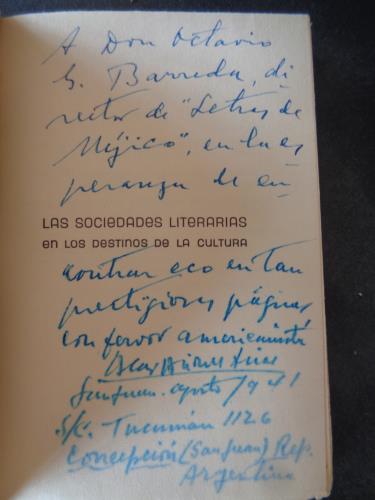 A Don Octavio
G. Barreda, di
rector de "Letras de
Méjico", en la es
peranza de en
LAS SOCIEDADES LITERARIAS
EN LOS DESTINOS DE LA CULTURA
contrar eco en tan
prestigiosas páginas,
con fervor americanista
San Juan. agosto/941
S/C. Tucumán 1126
Concepción (San Juan) Rep.
Argentina